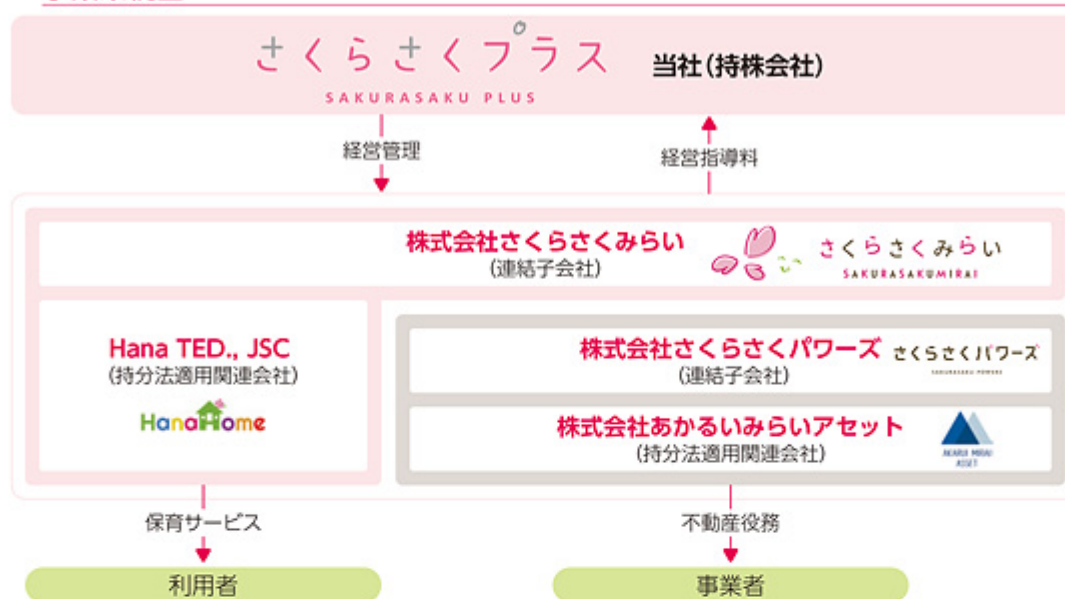 さくらさくプラス 当社(持株会社)
SAKURASAKU PLUS
経営管理
経営指導料
株式会社さくらさくみらい
(連結子会社)
さくらさくみらい
SAKURASAKUMIRAI
Hana TED., JSC
(持分法適用関連会社)
HanaHome
株式会社さくらさくパワーズ
(連結子会社)
さくらさくパワーズ
SAKURASAKU POWERS
株式会社あかるいみらいアセット
(持分法適用関連会社)
AKARUI MIRAI
ASSET
保育サービス
不動産役務
利用者
事業者